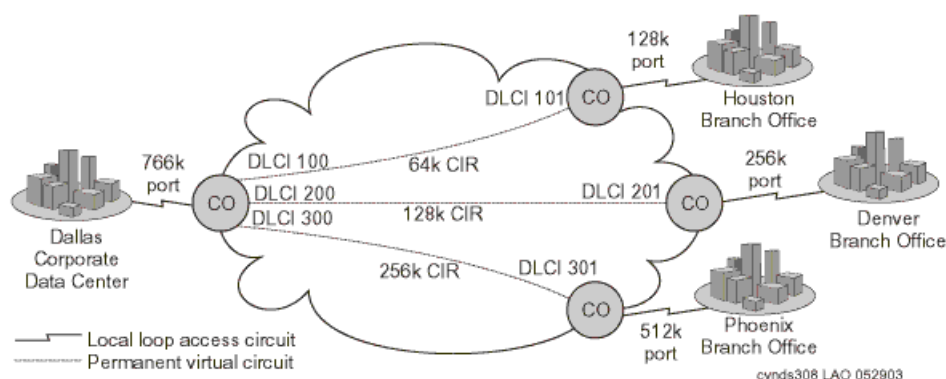 128k
port
Houston
Branch Office
DLCI 101
CO
766k
port
DLCI 100
64k CIR
256k
port
CO
DLCI 200
DLCI 201
CO
DLCI 300
128k CIR
Dallas
Corporate
Data Center
Denver
Branch Office
256k CIR
DLCI 301
CO
512k
port
Phoenix
Branch Office
Local loop access circuit
Permanent virtual circuit
cynds308 LAO 052903